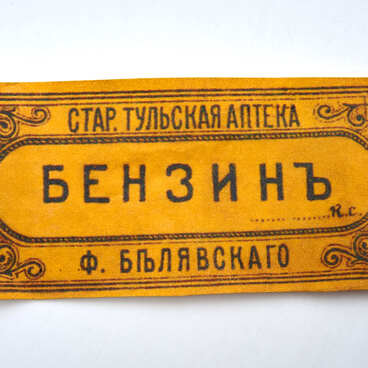 СТАР. ТУЛЬСКАЯ АПТЕКА
БЕНЗИНЪ
К.с.
Ф. БѢЛЯВСКАГО